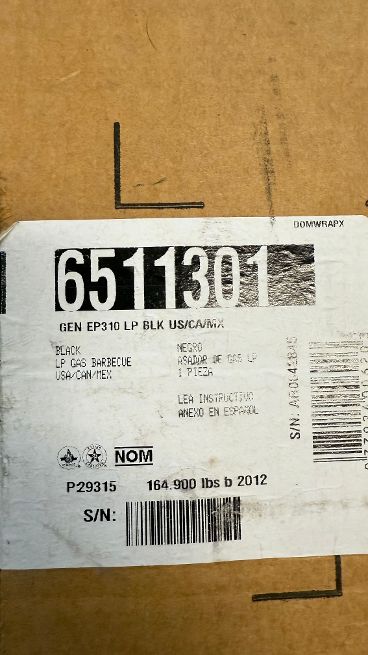 DOMWRAPX
6511301
GEN EP310 LP BLK US/CA/MX
BLACK
LP GAS BARBECUE
USA/CAN/MEX
NEGRO
ASADOR DE GAS LP
1 PIEZA
LEA INSTRUCTIVO
ANEXO EN ESPAÑOL
NOM
P:29315
164.900 lbs b 2012
S/N:
S/N: